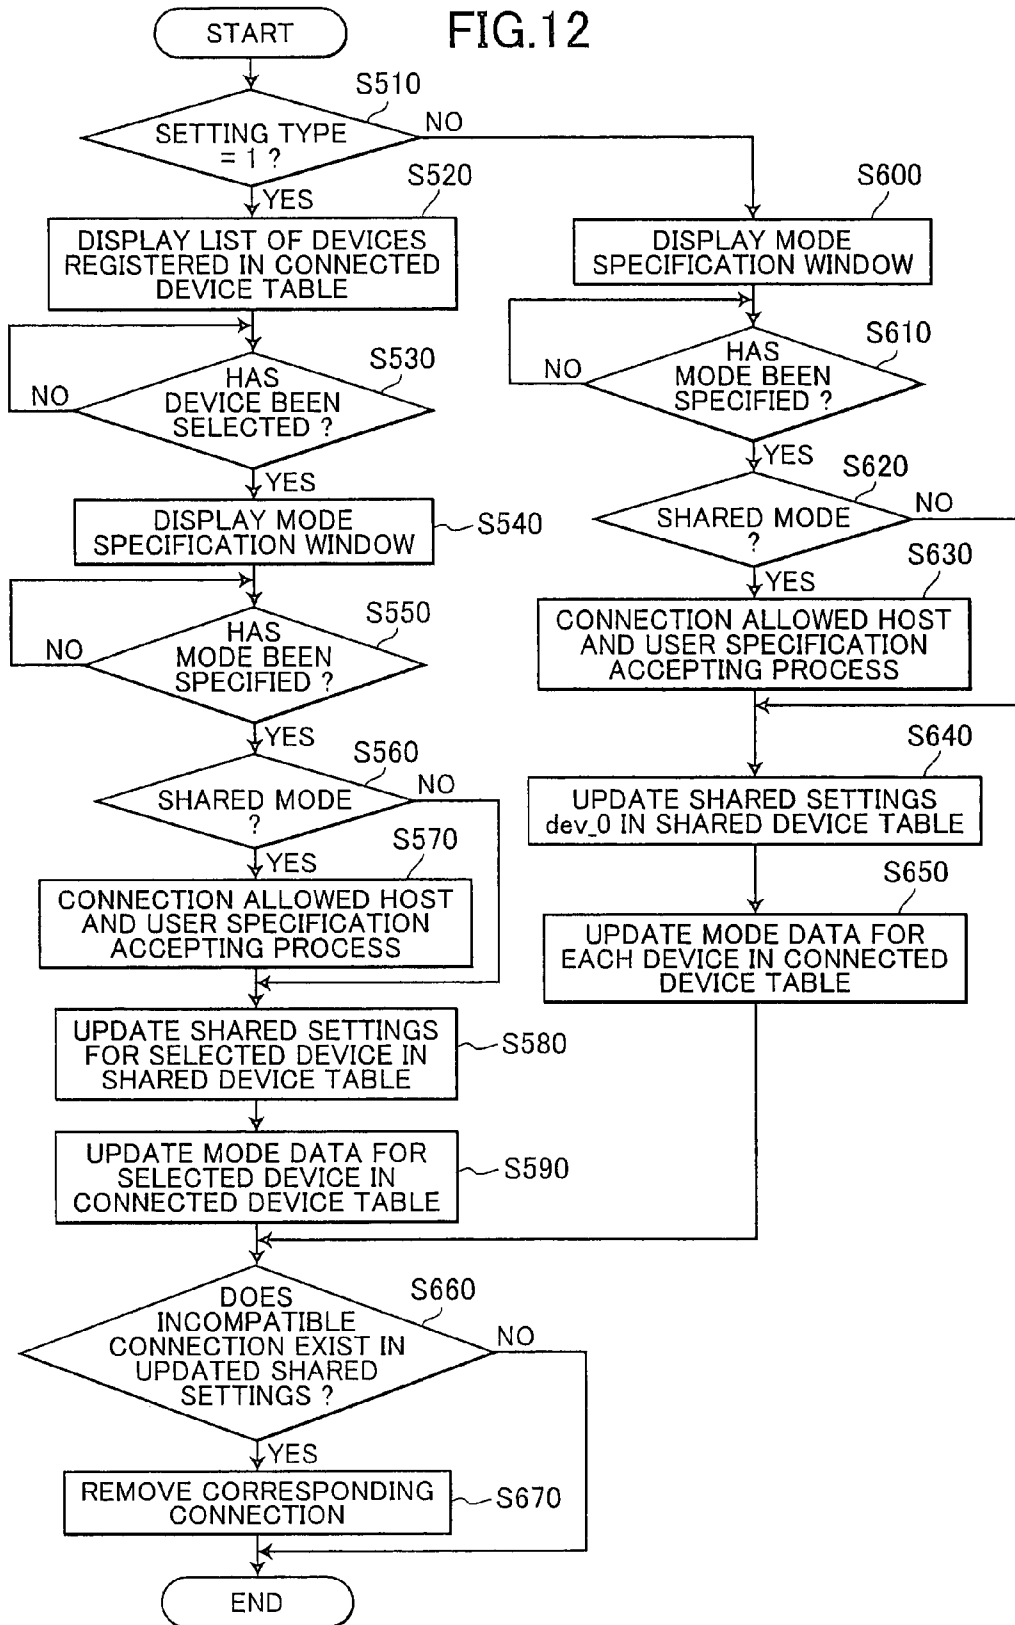 FIG.12
START
S510
SETTING TYPE
= 1 ?
NO
YES
S520
DISPLAY LIST OF DEVICES
REGISTERED IN CONNECTED
DEVICE TABLE
S530
HAS
DEVICE BEEN
SELECTED ?
NO
YES
DISPLAY MODE
SPECIFICATION WINDOW
S540
S550
HAS
MODE BEEN
SPECIFIED ?
NO
YES
S560
SHARED MODE
?
NO
YES
S570
CONNECTION ALLOWED HOST
AND USER SPECIFICATION
ACCEPTING PROCESS
UPDATE SHARED SETTINGS
FOR SELECTED DEVICE IN
SHARED DEVICE TABLE
S580
UPDATE MODE DATA FOR
SELECTED DEVICE IN
CONNECTED DEVICE TABLE
S590
S600
DISPLAY MODE
SPECIFICATION WINDOW
S610
HAS
MODE BEEN
SPECIFIED ?
NO
YES
S620
SHARED MODE
?
NO
YES
S630
CONNECTION ALLOWED HOST
AND USER SPECIFICATION
ACCEPTING PROCESS
S640
UPDATE SHARED SETTINGS
dev_0 IN SHARED DEVICE TABLE
S650
UPDATE MODE DATA FOR
EACH DEVICE IN CONNECTED
DEVICE TABLE
S660
DOES
INCOMPATIBLE
CONNECTION EXIST IN
UPDATED SHARED
SETTINGS ?
NO
YES
REMOVE CORRESPONDING
CONNECTION
S670
END